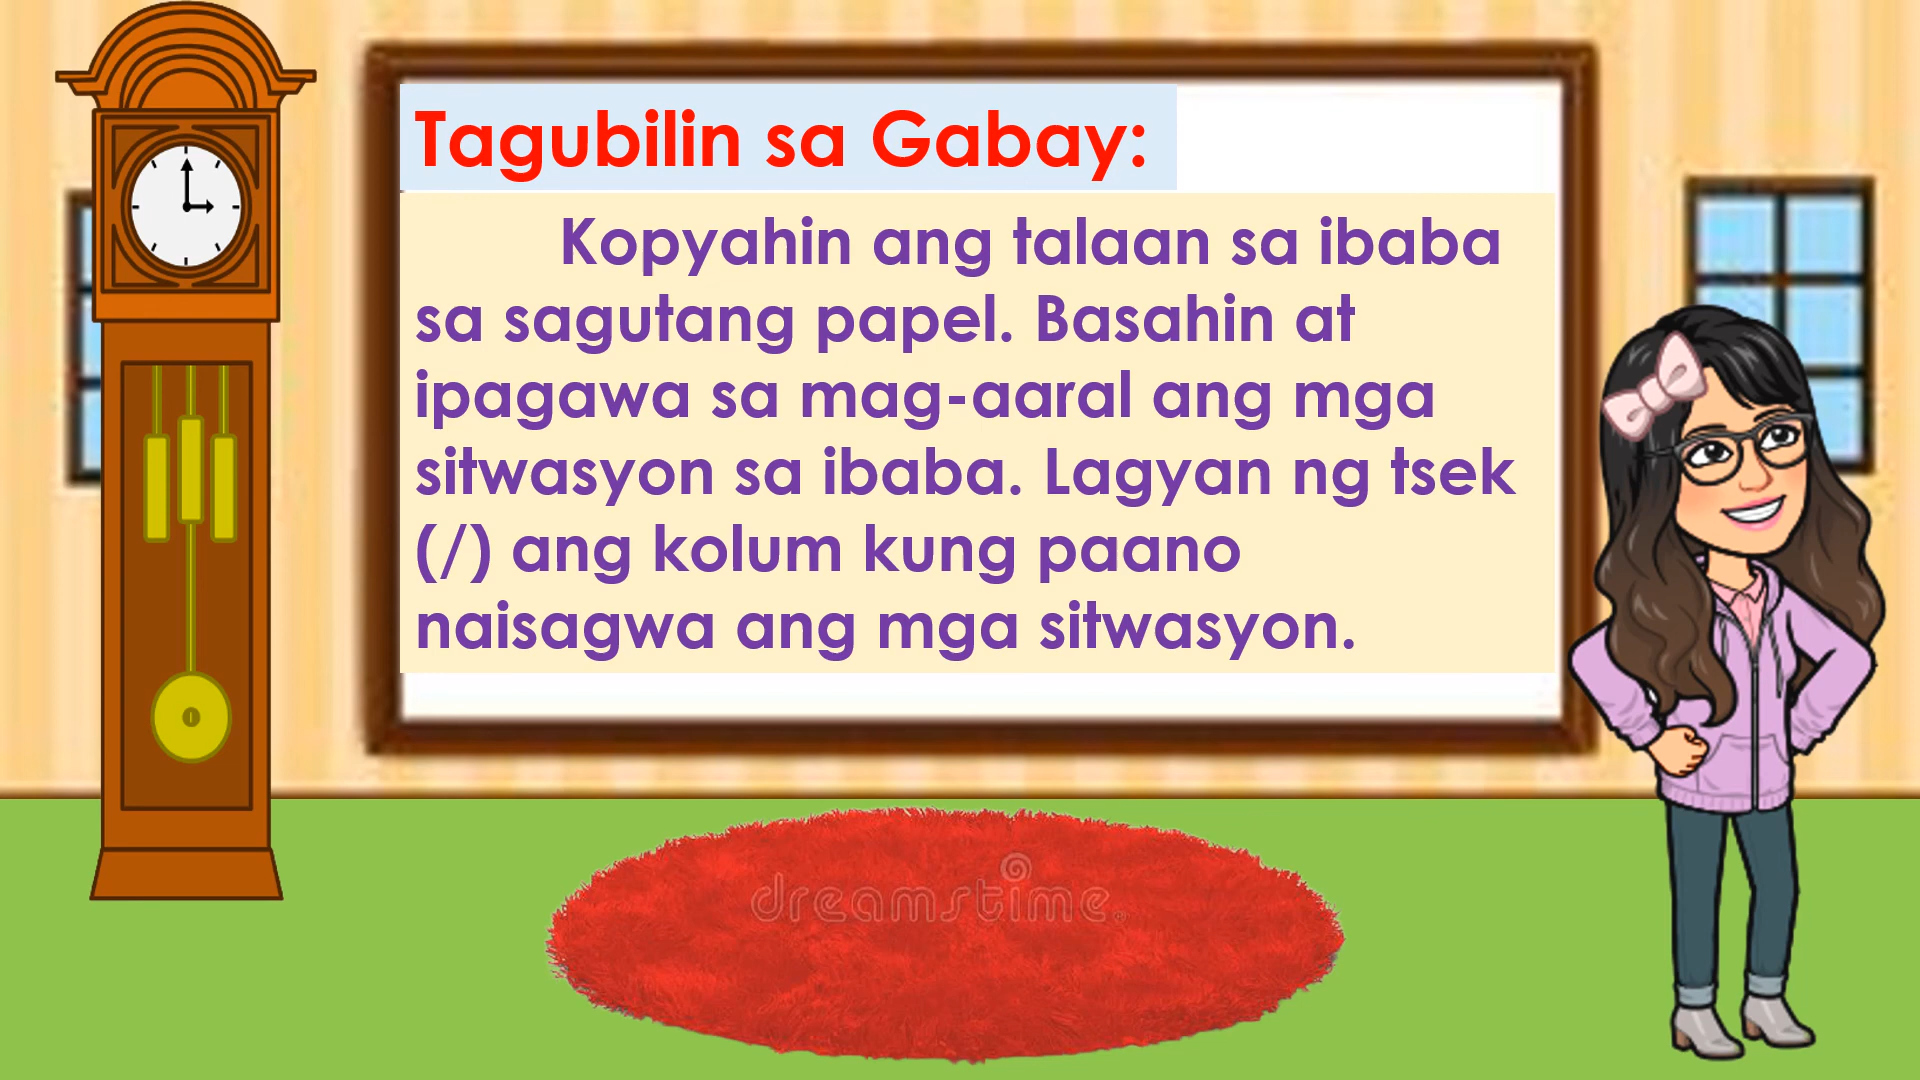 Tagubilin sa Gabay:
Kopyahin ang talaan sa ibaba
sa sagutang papel. Basahin at
ipagawa sa mag-aaral ang mga
sitwasyon sa ibaba. Lagyan ng tsek
(/) ang kolum kung paano
naisagwa ang mga sitwasyon.
dreamstime.